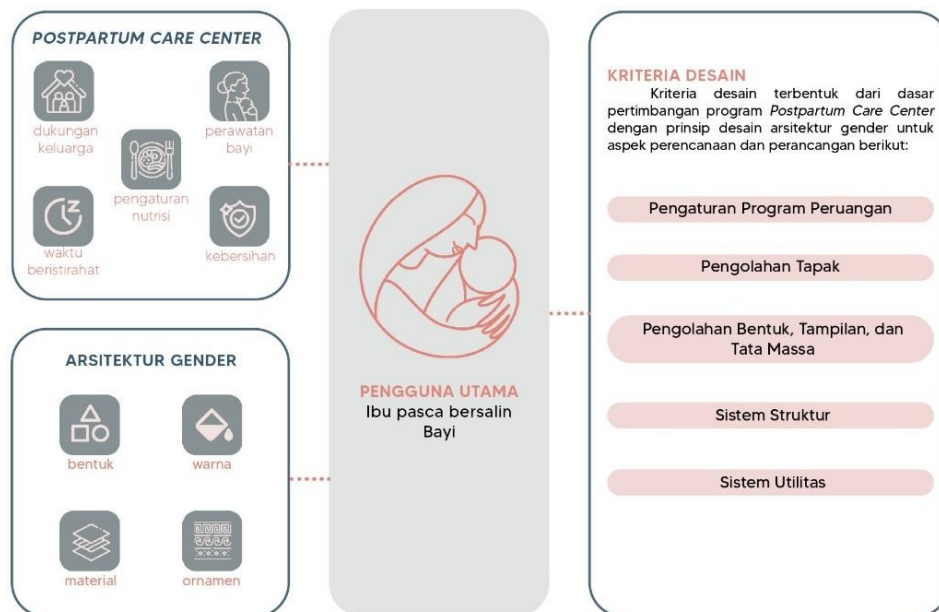 POSTPARTUM CARE CENTER
dukungan
keluarga
perawatan
bayi
pengaturan
nutrisi
waktu
beristirahat
kebersihan
ARSITEKTUR GENDER
bentuk
warna
material
ornamen
PENGGUNA UTAMA
Ibu pasca bersalin
Bayi
KRITERIA DESAIN
Kriteria desain terbentuk dari dasar
pertimbangan program Postpartum Care Center
dengan prinsip desain arsitektur gender untuk
aspek perencanaan dan perancangan berikut:
Pengaturan Program Peruangan
Pengolahan Tapak
Pengolahan Bentuk, Tampilan, dan
Tata Massa
Sistem Struktur
Sistem Utilitas